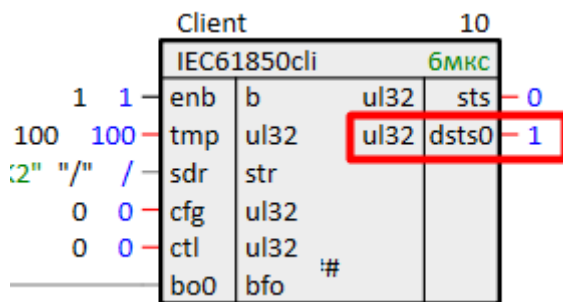 Client 10
IEC61850cli 6мкс
1 1 enb b ul32 sts 0
100 100 tmp ul32 ul32 dsts0 1
2" "/" / sdr str
0 0 cfg ul32
0 0 ctl ul32
#
bo0 bfo